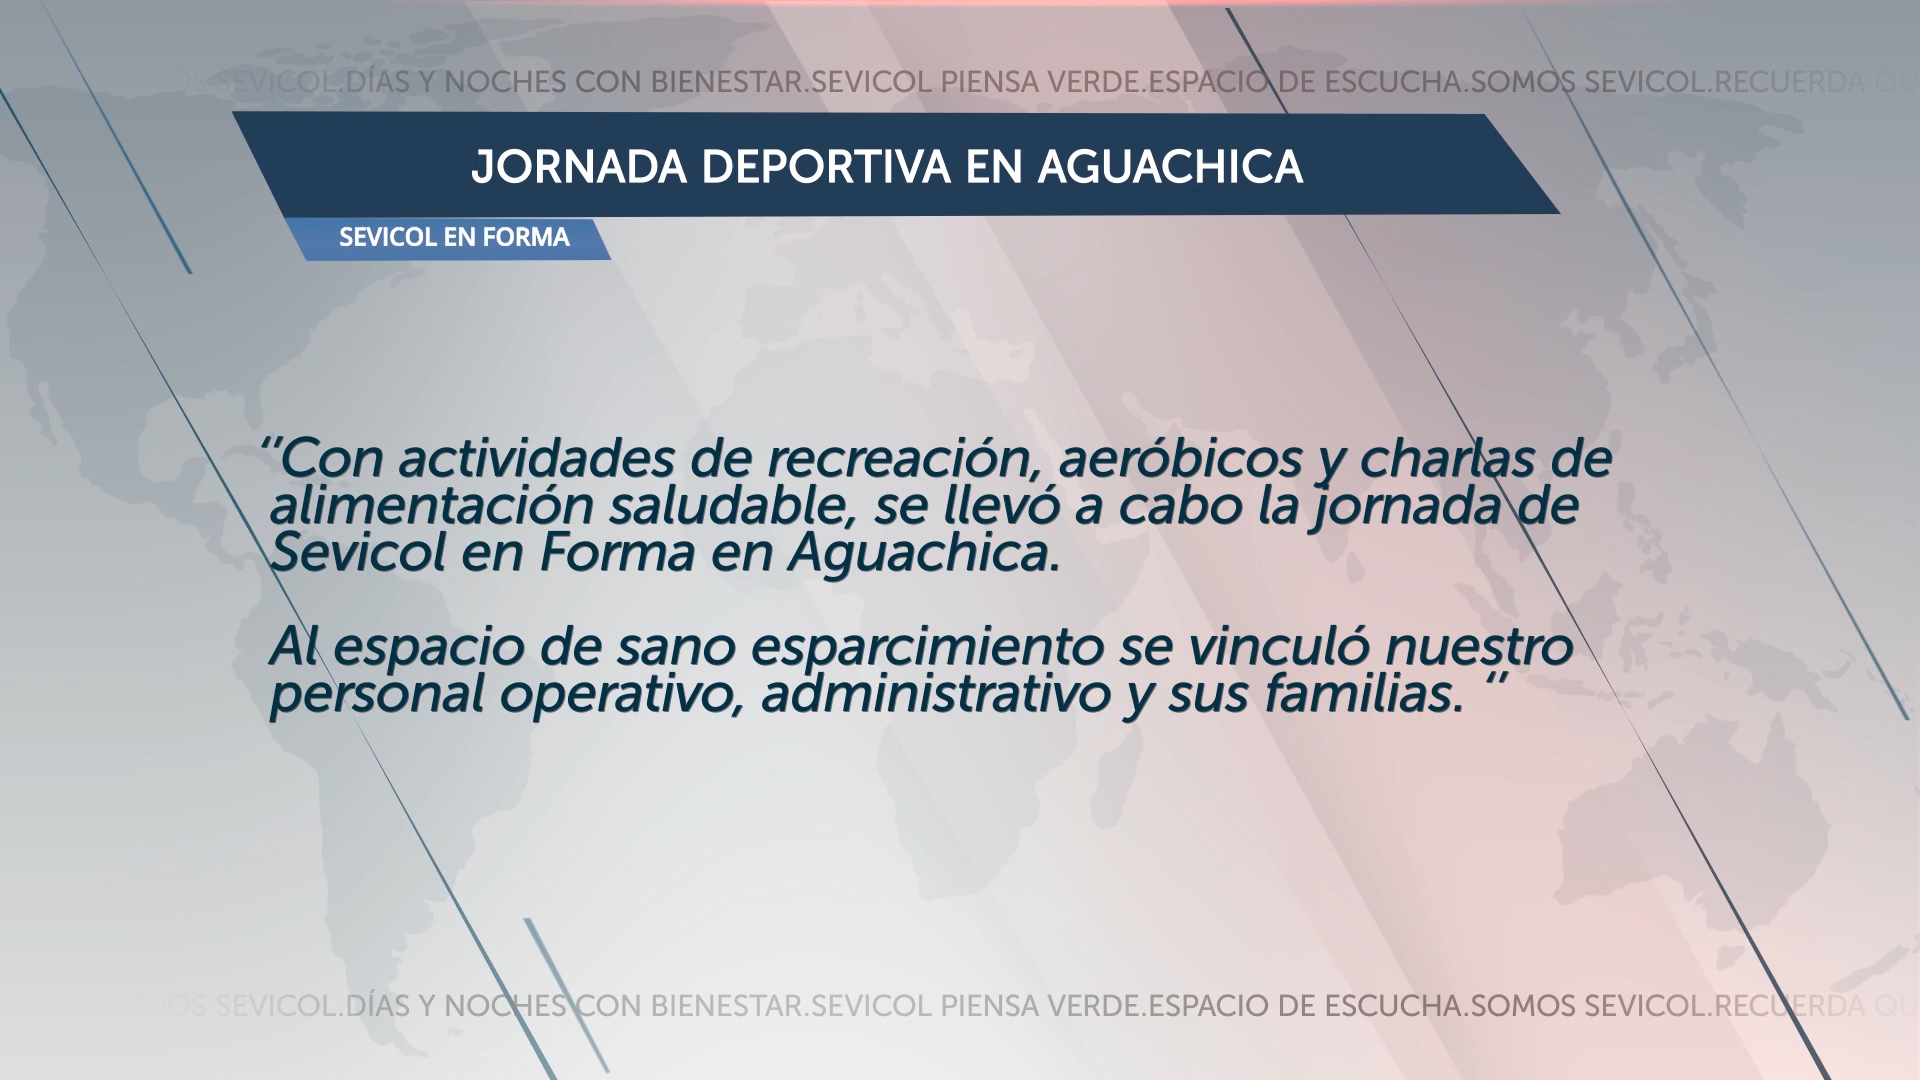 SEVICOL.DÍAS Y NOCHES CON BIENESTAR.SEVICOL PIENSA VERDE.ESPACIO DE ESCUCHA.SOMOS SEVICOL.RECUERDA
JORNADA DEPORTIVA EN AGUACHICA
SEVICOL EN FORMA
“Con actividades de recreación, aeróbicos y charlas de
alimentación saludable, se llevó a cabo la jornada de
Sevicol en Forma en Aguachica.
Al espacio de sano esparcimiento se vinculó nuestro
personal operativo, administrativo y sus familias. “
SEVICOL.DÍAS Y NOCHES CON BIENESTAR.SEVICOL PIENSA VERDE.ESPACIO DE ESCUCHA.SOMOS SEVICOL.RECUERDA